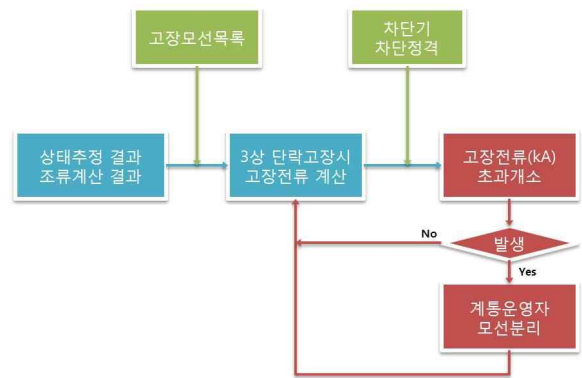 고장모선목록
차단기
차단정격
상태추정 결과
조류계산 결과
3상 단락고장시
고장전류 계산
고장전류(kA)
초과개소
No
발생
Yes
계통운영자
모선분리